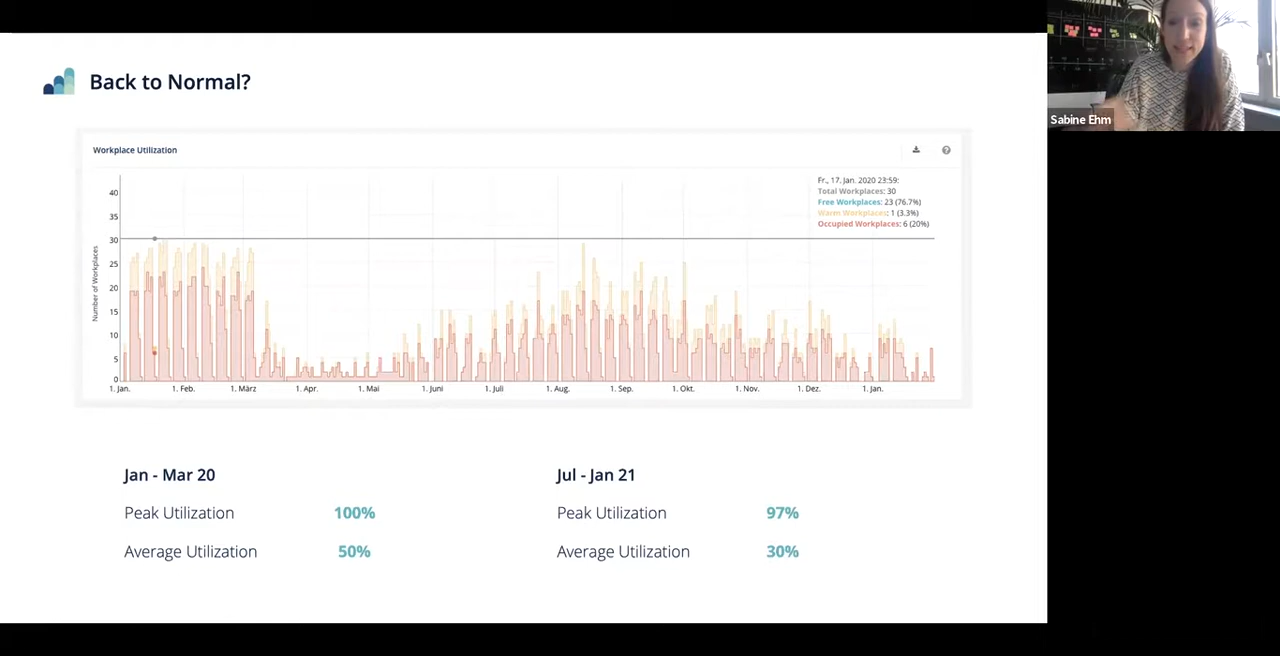 Back to Normal?
Sabine Ehm
Workplace Utilization
Fr., 17. Jan. 2020 23:59:
Total Workplaces: 30
Free Workplaces: 23 (76.7%)
Warm Workplaces: 1 (3.3%)
Occupied Workplaces: 6 (20%)
Number of Workplaces
40
35
30
25
20
15
10
5
0
1. Jan. 1. Feb. 1. März 1. Apr. 1. Mai 1. Juni 1. Juli 1. Aug. 1. Sep. 1. Okt. 1. Nov. 1. Dez. 1. Jan.
Jan - Mar 20
Peak Utilization 100%
Average Utilization 50%
Jul - Jan 21
Peak Utilization 97%
Average Utilization 30%